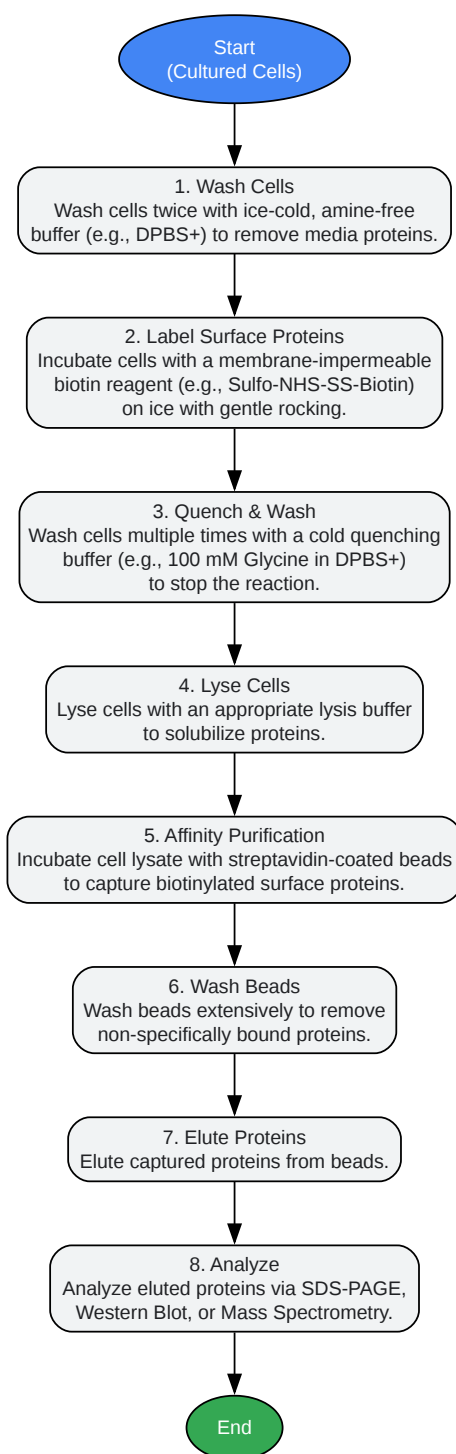 Start
(Cultured Cells)
1. Wash Cells
Wash cells twice with ice-cold, amine-free
buffer (e.g., DPBS+) to remove media proteins.
2. Label Surface Proteins
Incubate cells with a membrane-impermeable
biotin reagent (e.g., Sulfo-NHS-SS-Biotin)
on ice with gentle rocking.
3. Quench & Wash
Wash cells multiple times with a cold quenching
buffer (e.g., 100 mM Glycine in DPBS+)
to stop the reaction.
4. Lyse Cells
Lyse cells with an appropriate lysis buffer
to solubilize proteins.
5. Affinity Purification
Incubate cell lysate with streptavidin-coated beads
to capture biotinylated surface proteins.
6. Wash Beads
Wash beads extensively to remove
non-specifically bound proteins.
7. Elute Proteins
Elute captured proteins from beads.
8. Analyze
Analyze eluted proteins via SDS-PAGE,
Western Blot, or Mass Spectrometry.
End